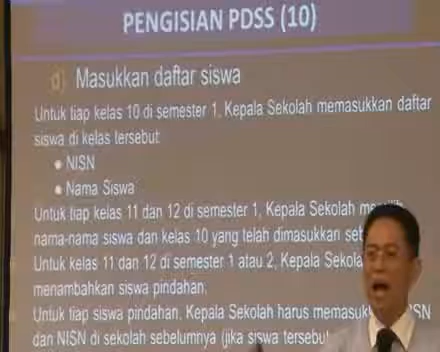 PENGISIAN PDSS (10)
d) Masukkan daftar siswa
Untuk tiap kelas 10 di semester 1, Kepala Sekolah memasukkan daftar
siswa di kelas tersebut
• NISN
• Nama Siswa
Untuk tiap kelas 11 dan 12 di semester 1, Kepala Sekolah
nama-nama siswa dan kelas 10 yang telah dimasukkan
Untuk kelas 11 dan 12 di semester 1 atau 2, Kepala
menambahkan siswa pindahan.
Untuk tiap siswa pindahan, Kepala Sekolah harus
dan NISN di sekolah sebelumnya (jika siswa